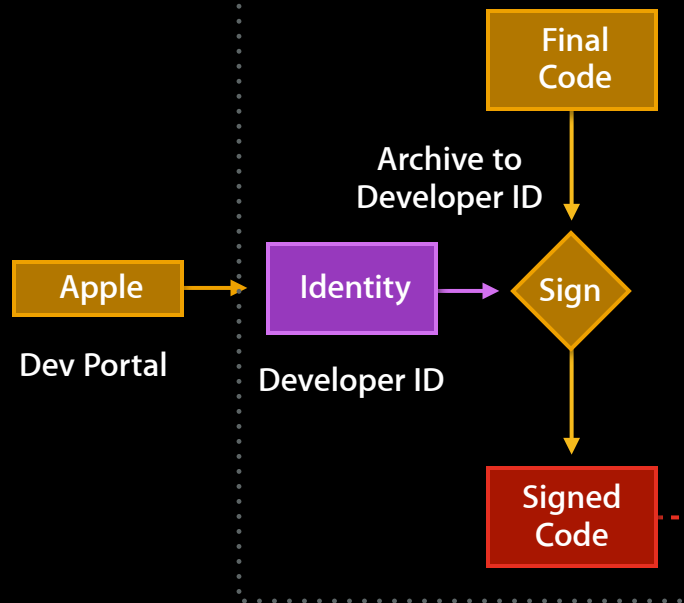 Final
Code
Archive to
Developer ID
Apple
Identity
Sign
Dev Portal
Developer ID
Signed
Code